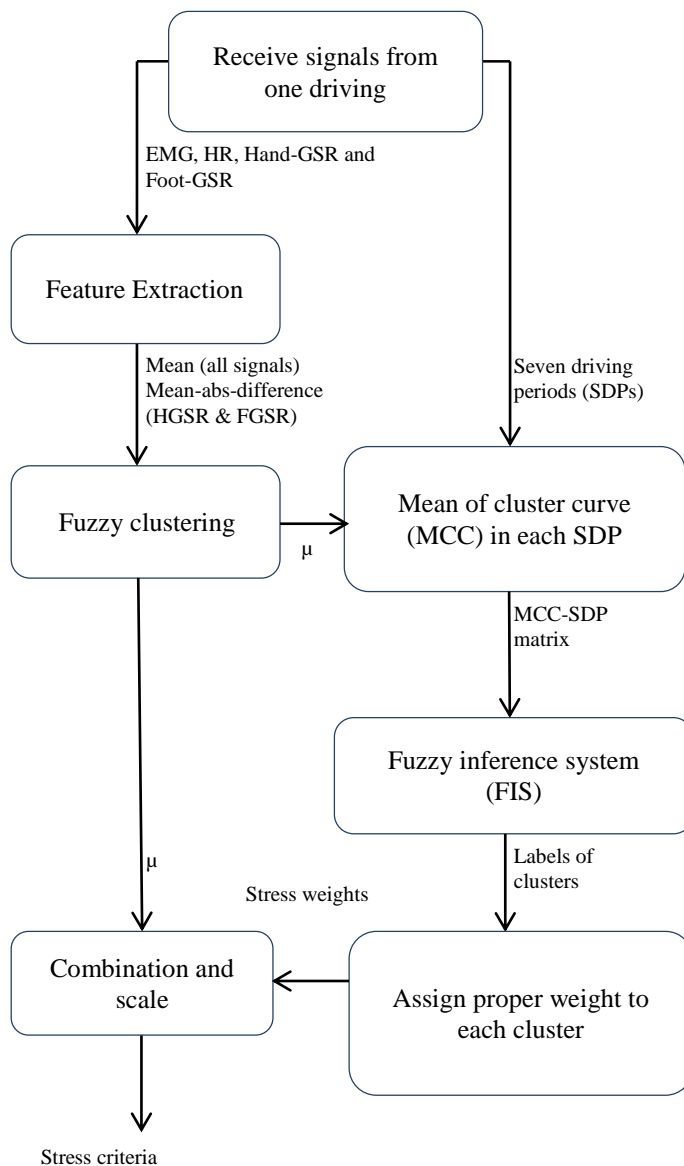 Receive signals from
one driving
EMG, HR, Hand-GSR and
Foot-GSR
Feature Extraction
Mean (all signals)
Mean-abs-difference
(HGSR & FGSR)
Seven driving
periods (SDPs)
Fuzzy clustering
μ
Mean of cluster curve
(MCC) in each SDP
MCC-SDP
matrix
Fuzzy inference system
(FIS)
Labels of
clusters
μ
Stress weights
Combination and
scale
Assign proper weight to
each cluster
Stress criteria